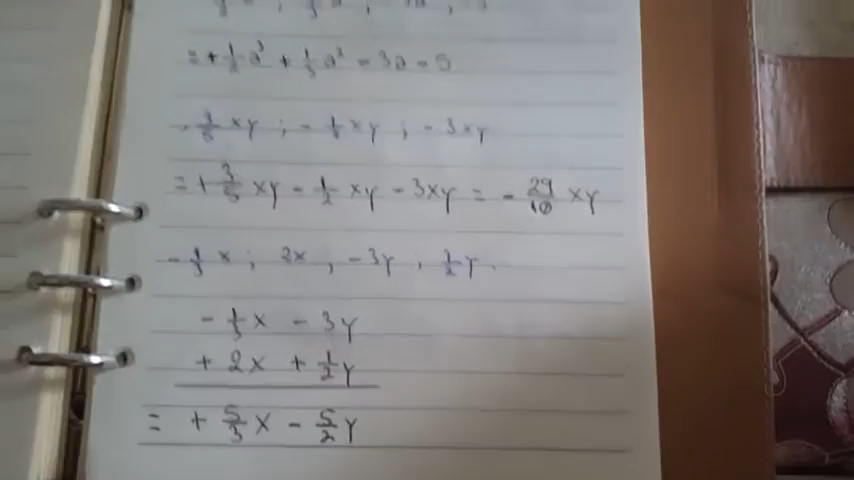 = + 1/2 a³ + 1/3 a² - 3a - 5
3/5 xy ; - 1/2 xy ; - 3xy
= + 3/5 xy - 1/2 xy - 3xy = - 29/10 xy
- 1/3 x ; 2x , - 3y , 1/2 y .
- 1/3 x - 3y
+ 2x + 1/2 y
= + 5/3 x - 5/2 y